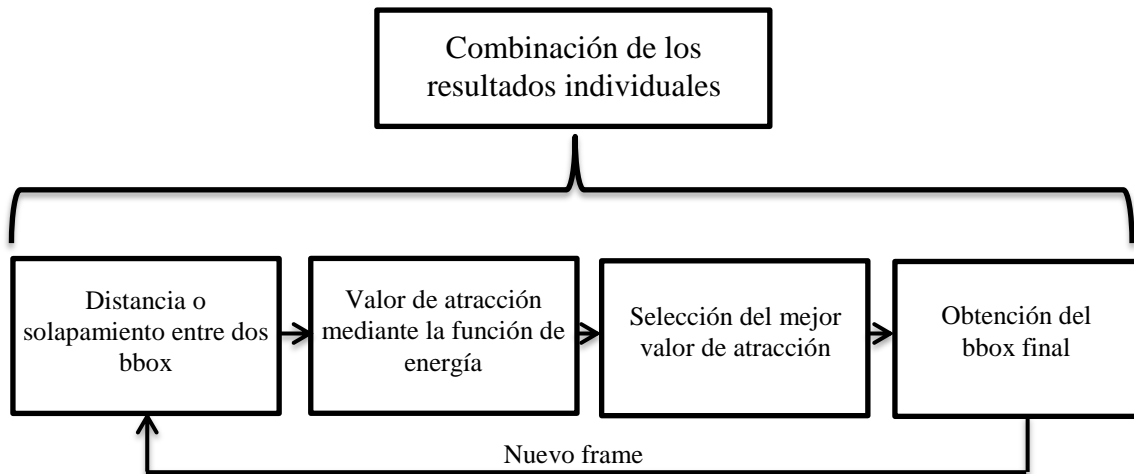 Combinación de los
resultados individuales
Distancia o
solapamiento entre dos
bbox
Valor de atracción
mediante la función de
energía
Selección del mejor
valor de atracción
Obtención del
bbox final
Nuevo frame